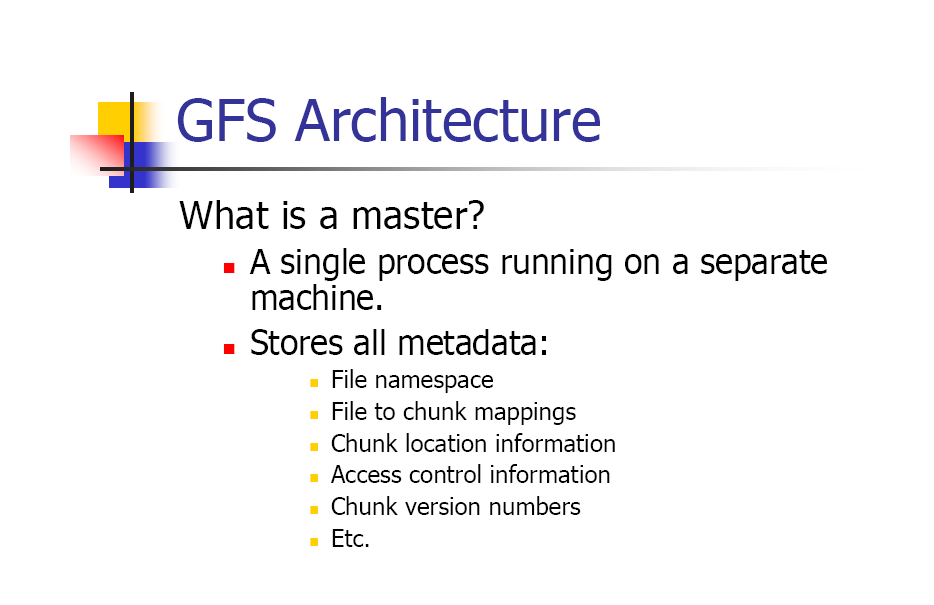 GFS Architecture
What is a master?
A single process running on a separate
machine.
Stores all metadata:
File namespace
File to chunk mappings
Chunk location information
Access control information
Chunk version numbers
Etc.